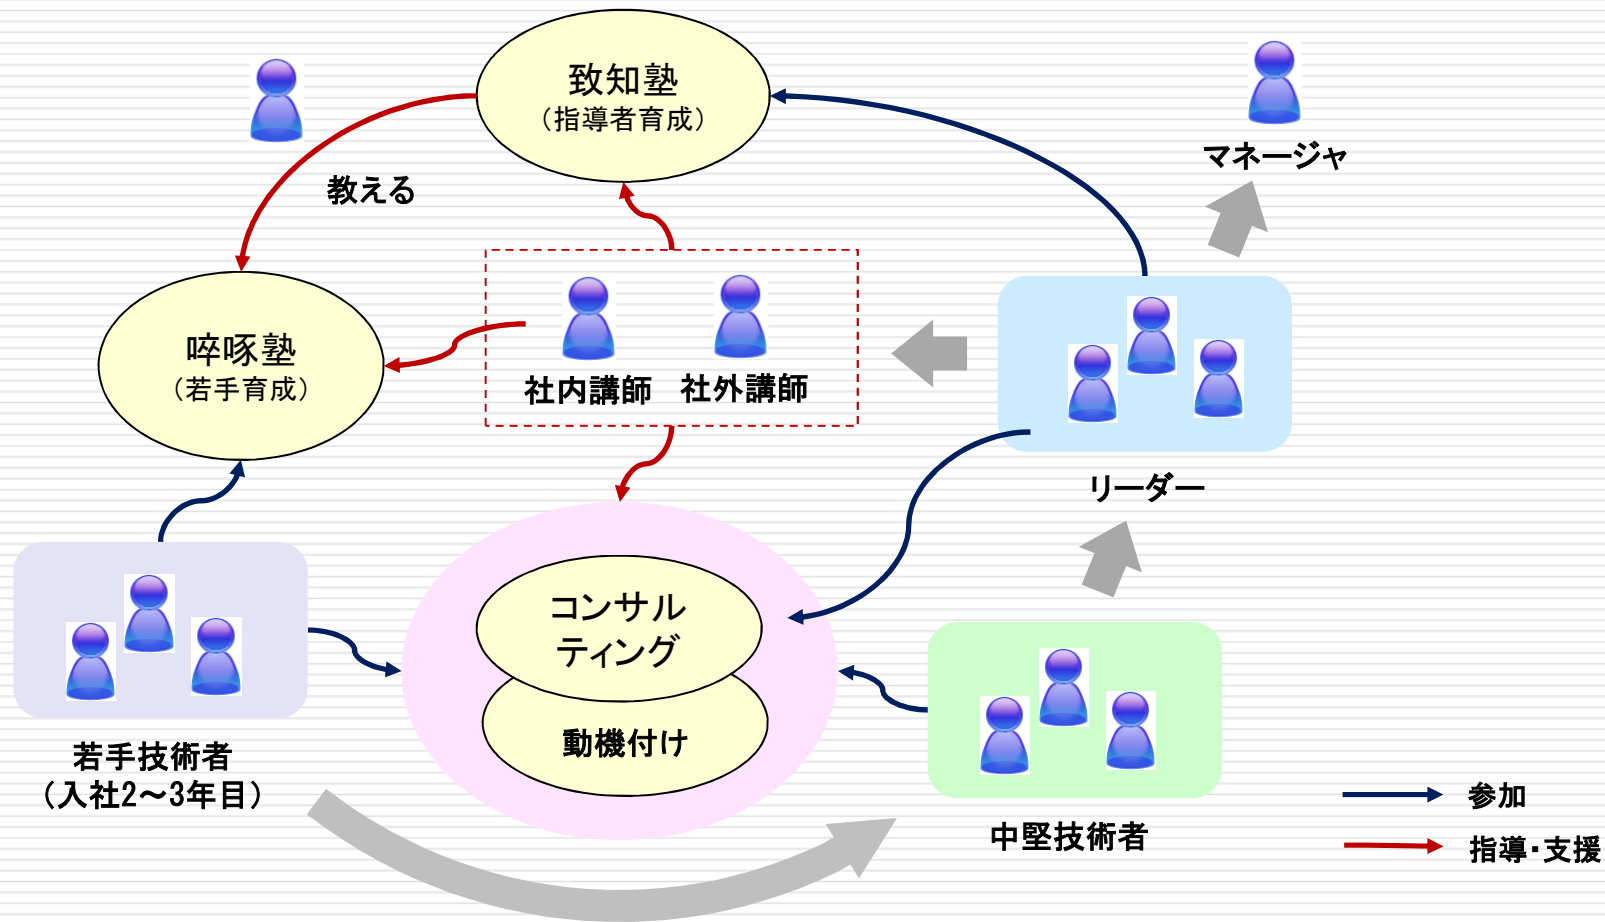 致知塾
（指導者育成）
マネージャ
教える
啐啄塾
（若手育成）
社内講師
社外講師
リーダー
コンサル
ティング
動機付け
若手技術者
（入社2～3年目）
中堅技術者
参加
指導・支援